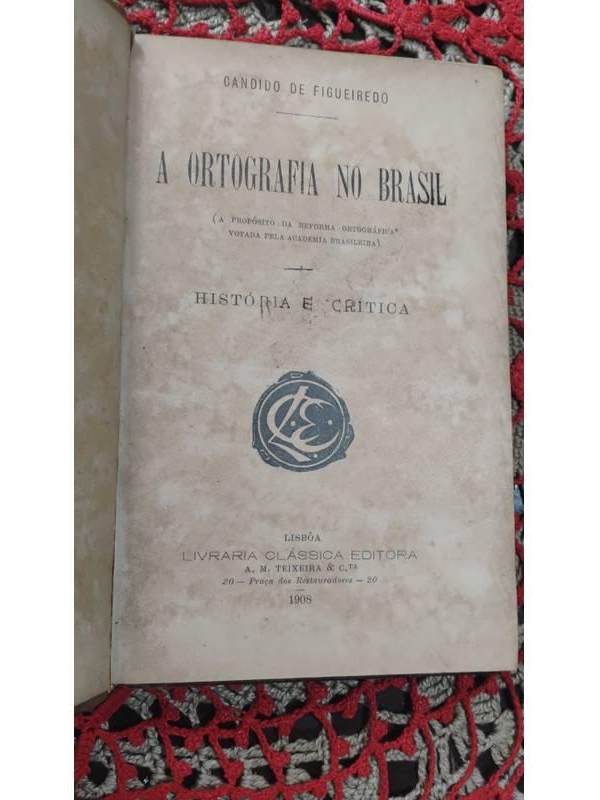 CANDIDO DE FIGUEIREDO
A ORTOGRAFIA NO BRASIL
(A PROPÓSITO DA REFORMA ORTOGRÁFICA
VOTADA PELA ACADEMIA BRASILEIRA)
HISTÓRIA E CRÍTICA
LCE
LISBÔA
LIVRARIA CLÁSSICA EDITORA
A. M. TEIXEIRA & C.TA
20 — Praça dos Restauradores — 20
1908